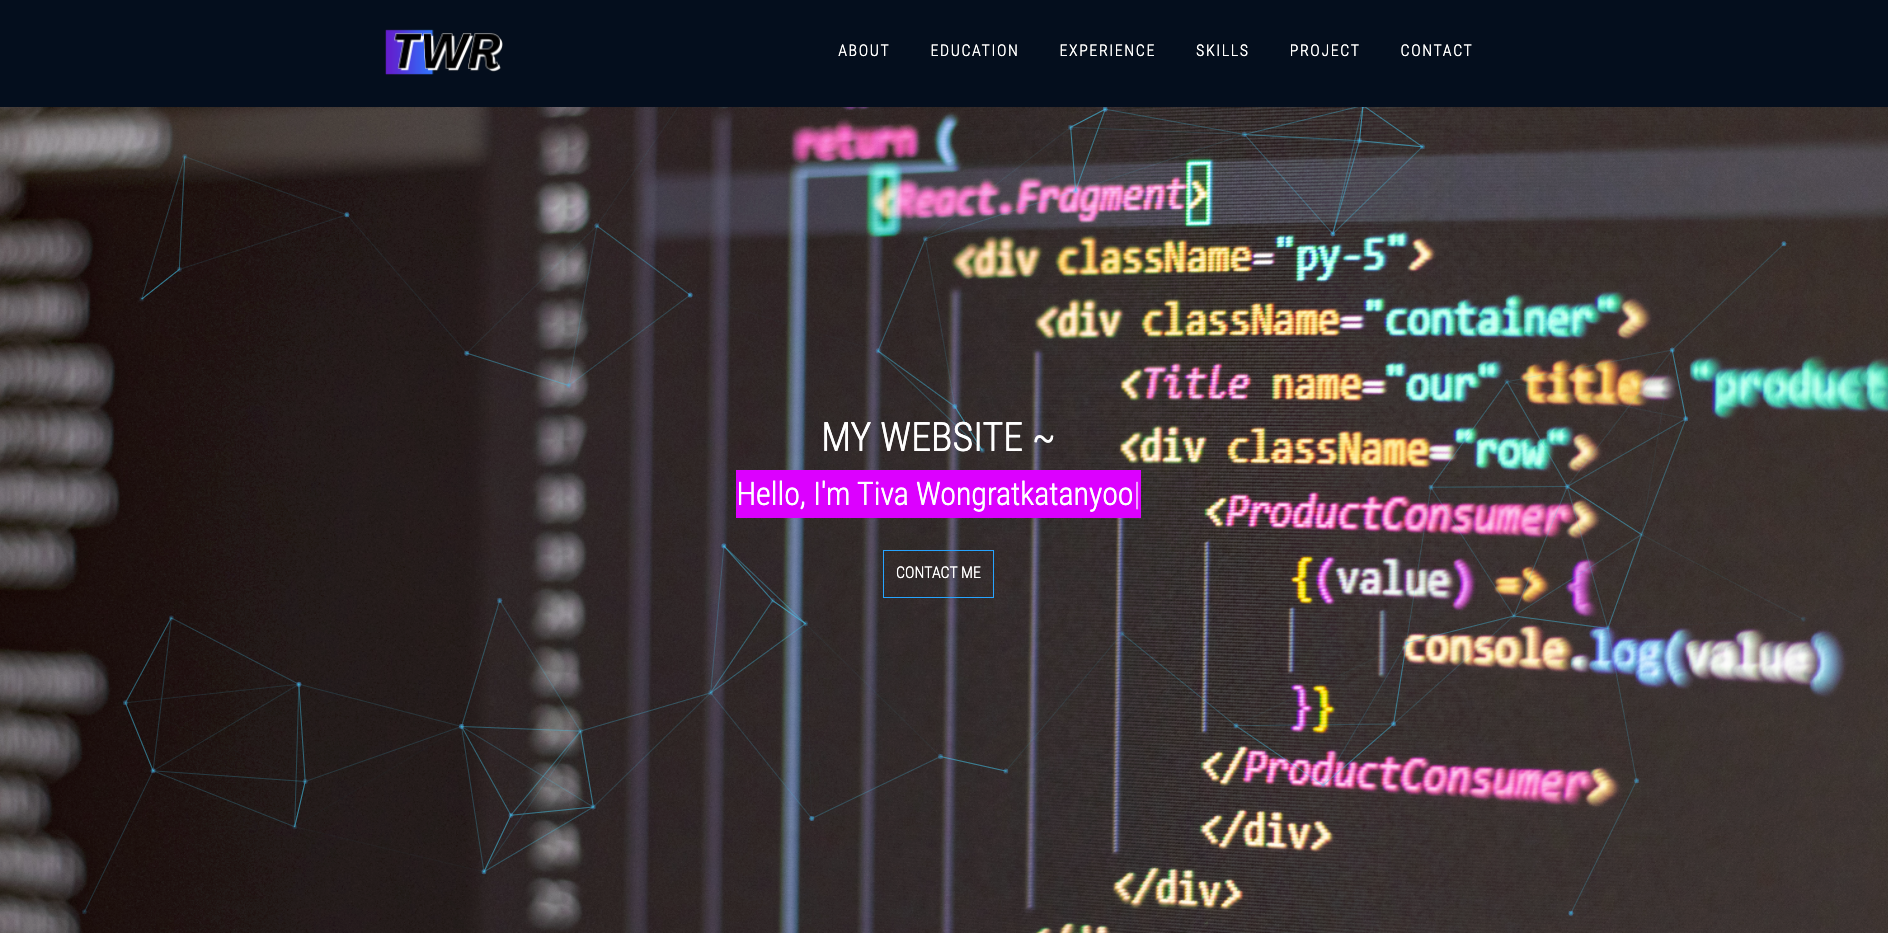 TWR
ABOUT EDUCATION EXPERIENCE SKILLS PROJECT CONTACT
return (
<React.Fragment>
<div className="py-5">
<div className="container">
<Title name="our" title= "product
MY WEBSITE ~
<div className="row">
Hello, I'm Tiva Wongratkatanyoo|
<ProductConsumer>
CONTACT ME
{(value) => {
console.log(value)
}}
</ProductConsumer>
</div>
</div>